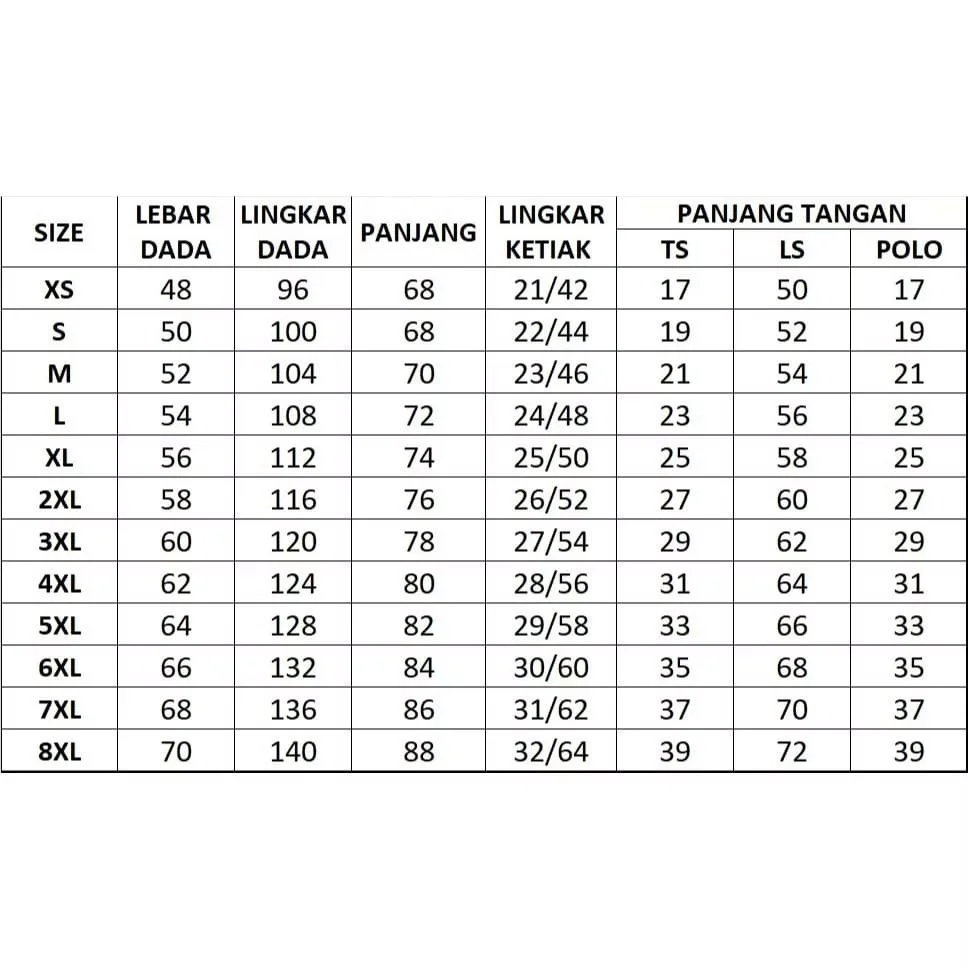 SIZE LEBAR DADA LINGKAR DADA PANJANG LINGKAR KETIAK PANJANG TANGAN
TS LS POLO
XS 48 96 68 21/42 17 50 17
S 50 100 68 22/44 19 52 19
M 52 104 70 23/46 21 54 21
L 54 108 72 24/48 23 56 23
XL 56 112 74 25/50 25 58 25
2XL 58 116 76 26/52 27 60 27
3XL 60 120 78 27/54 29 62 29
4XL 62 124 80 28/56 31 64 31
5XL 64 128 82 29/58 33 66 33
6XL 66 132 84 30/60 35 68 35
7XL 68 136 86 31/62 37 70 37
8XL 70 140 88 32/64 39 72 39